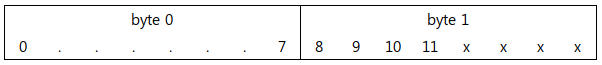 byte 0 byte 1
0 . . . . . . 7 8 9 10 11 x x x x